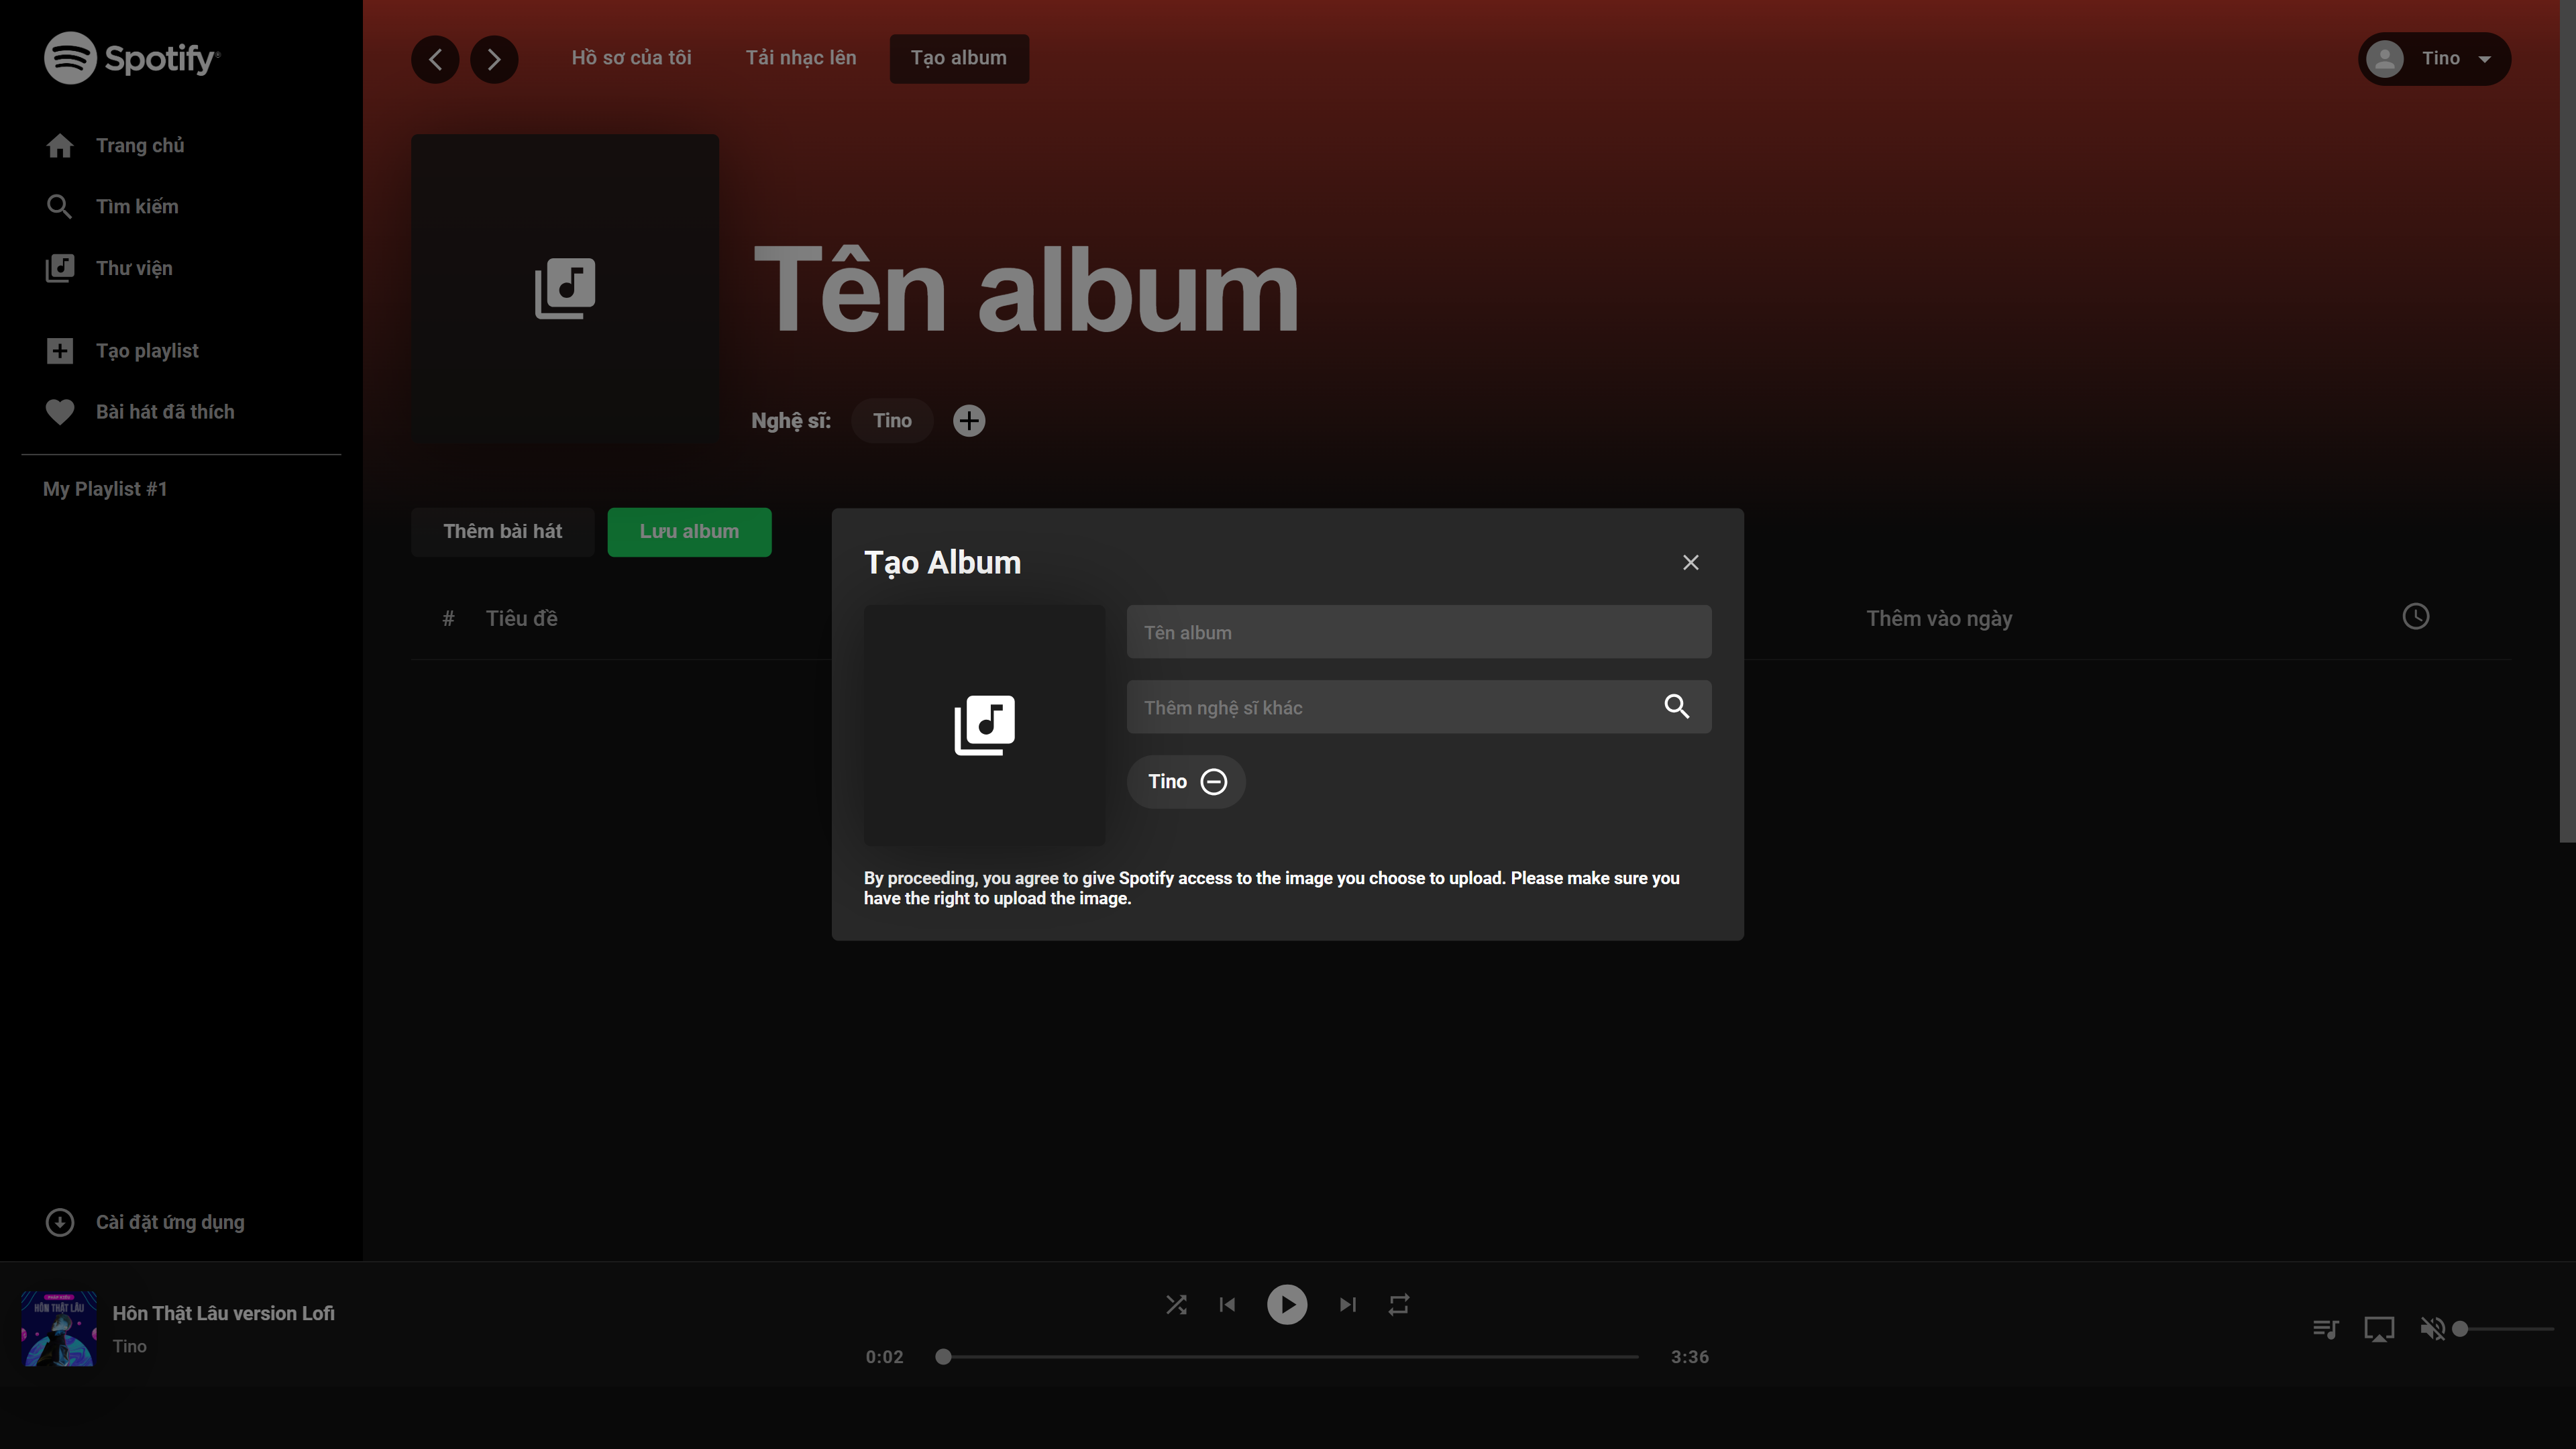 Spotify®
Trang chủ
Tìm kiếm
Thư viện
Tạo playlist
Bài hát đã thích
My Playlist #1
Cài đặt ứng dụng
Hồ sơ của tôi
Tải nhạc lên
Tạo album
Tino
Tên album
Nghệ sĩ: Tino
Thêm bài hát
Lưu album
# Tiêu đề
Thêm vào ngày
Tạo Album
Tên album
Thêm nghệ sĩ khác
Tino
By proceeding, you agree to give Spotify access to the image you choose to upload. Please make sure you
have the right to upload the image.
HÔN THẬT LÂU
Hôn Thật Lâu version Lofi
Tino
0:02
3:36